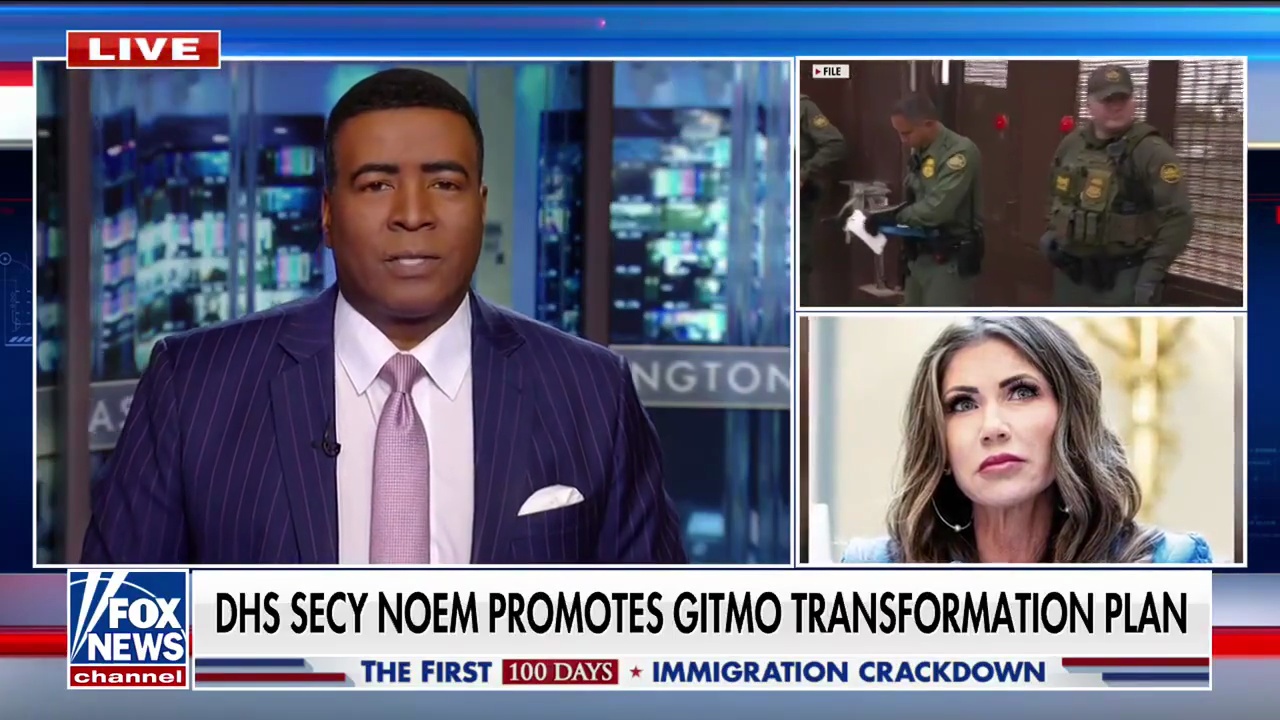 LIVE
FILE
NGTON
DHS SECY NOEM PROMOTES GITMO TRANSFORMATION PLAN
FOX
NEWS
channel
THE FIRST 100 DAYS ★ IMMIGRATION CRACKDOWN